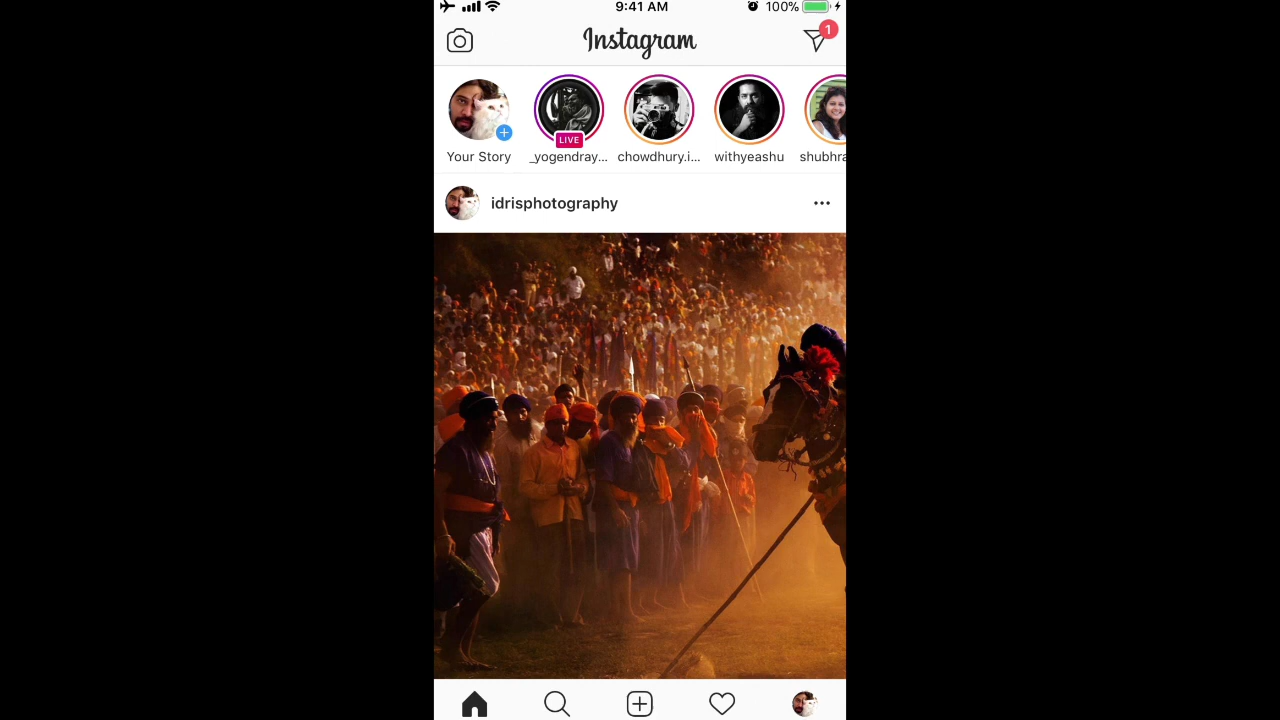 9:41 AM
100%
Instagram
1
LIVE
Your Story
_yogendray...
chowdhury.i...
withyeashu
shubhra
idrisphotography